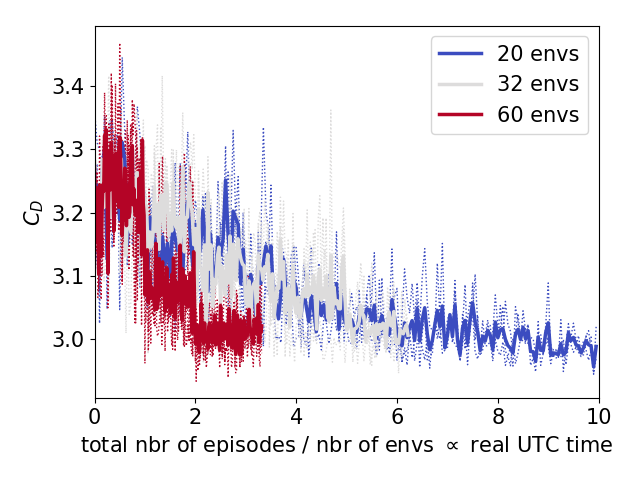 20 envs
32 envs
60 envs
3.4
3.3
3.2
3.1
3.0
C_D
0 2 4 6 8 10
total nbr of episodes / nbr of envs ∝ real UTC time